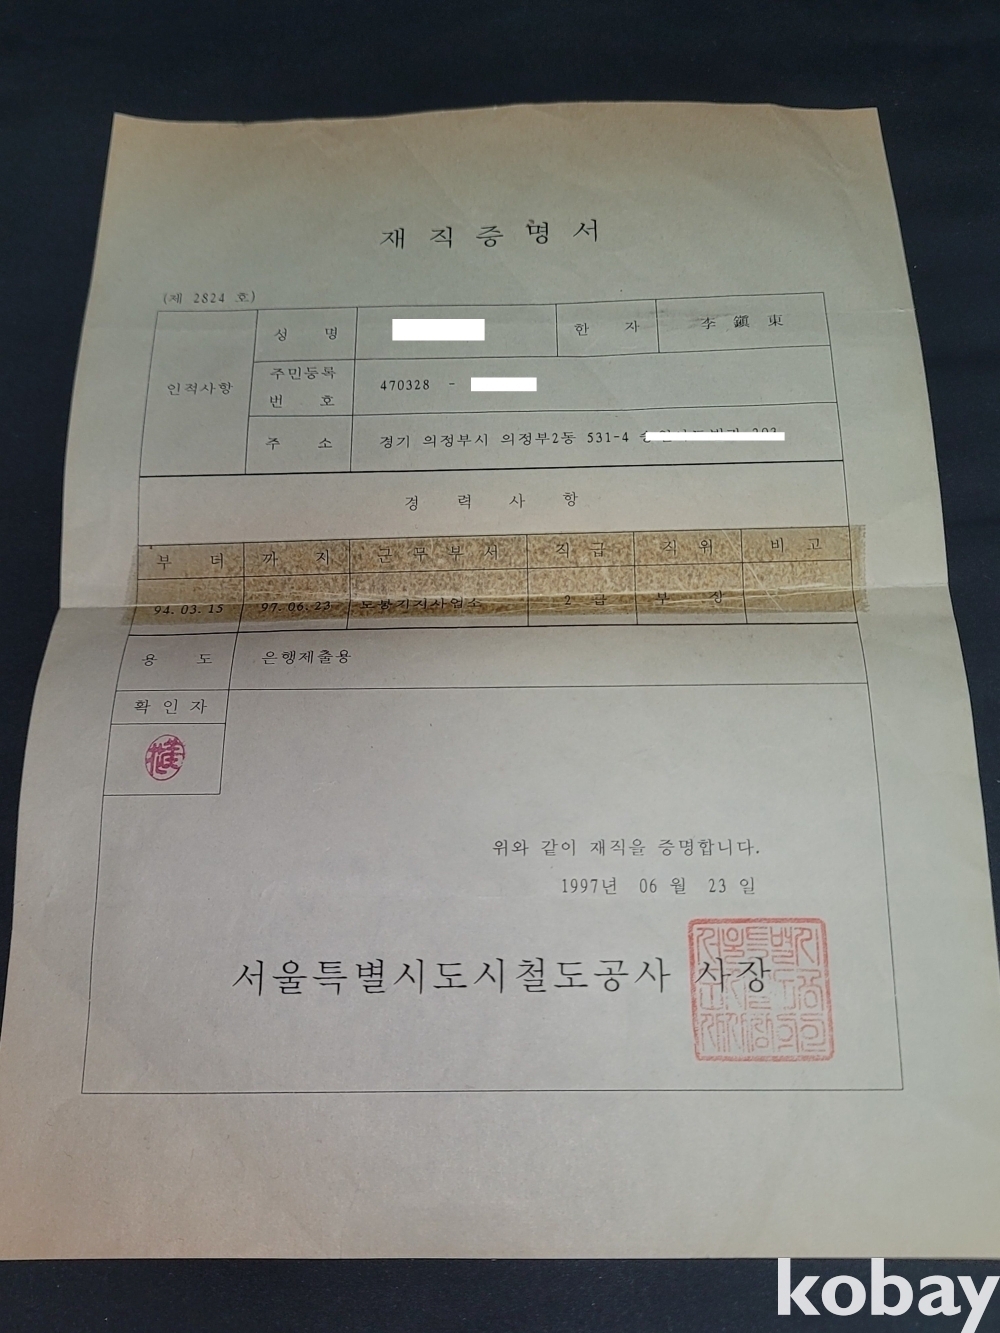 재직증명서
(제 2824 호)
인적사항
성 명
한 자 李鎭東
주민등록번 호 470328 -
주 소 경기 의정부시 의정부2동 531-4
경 력 사 항
부 터 까 지 근무부서 직 급 직 위 비 고
94.03.15 97.06.23 2 급 부 장
용 도 은행제출용
확 인 자
위와 같이 재직을 증명합니다.
1997년 06 월 23 일
서울특별시도시철도공사 사장
kobay